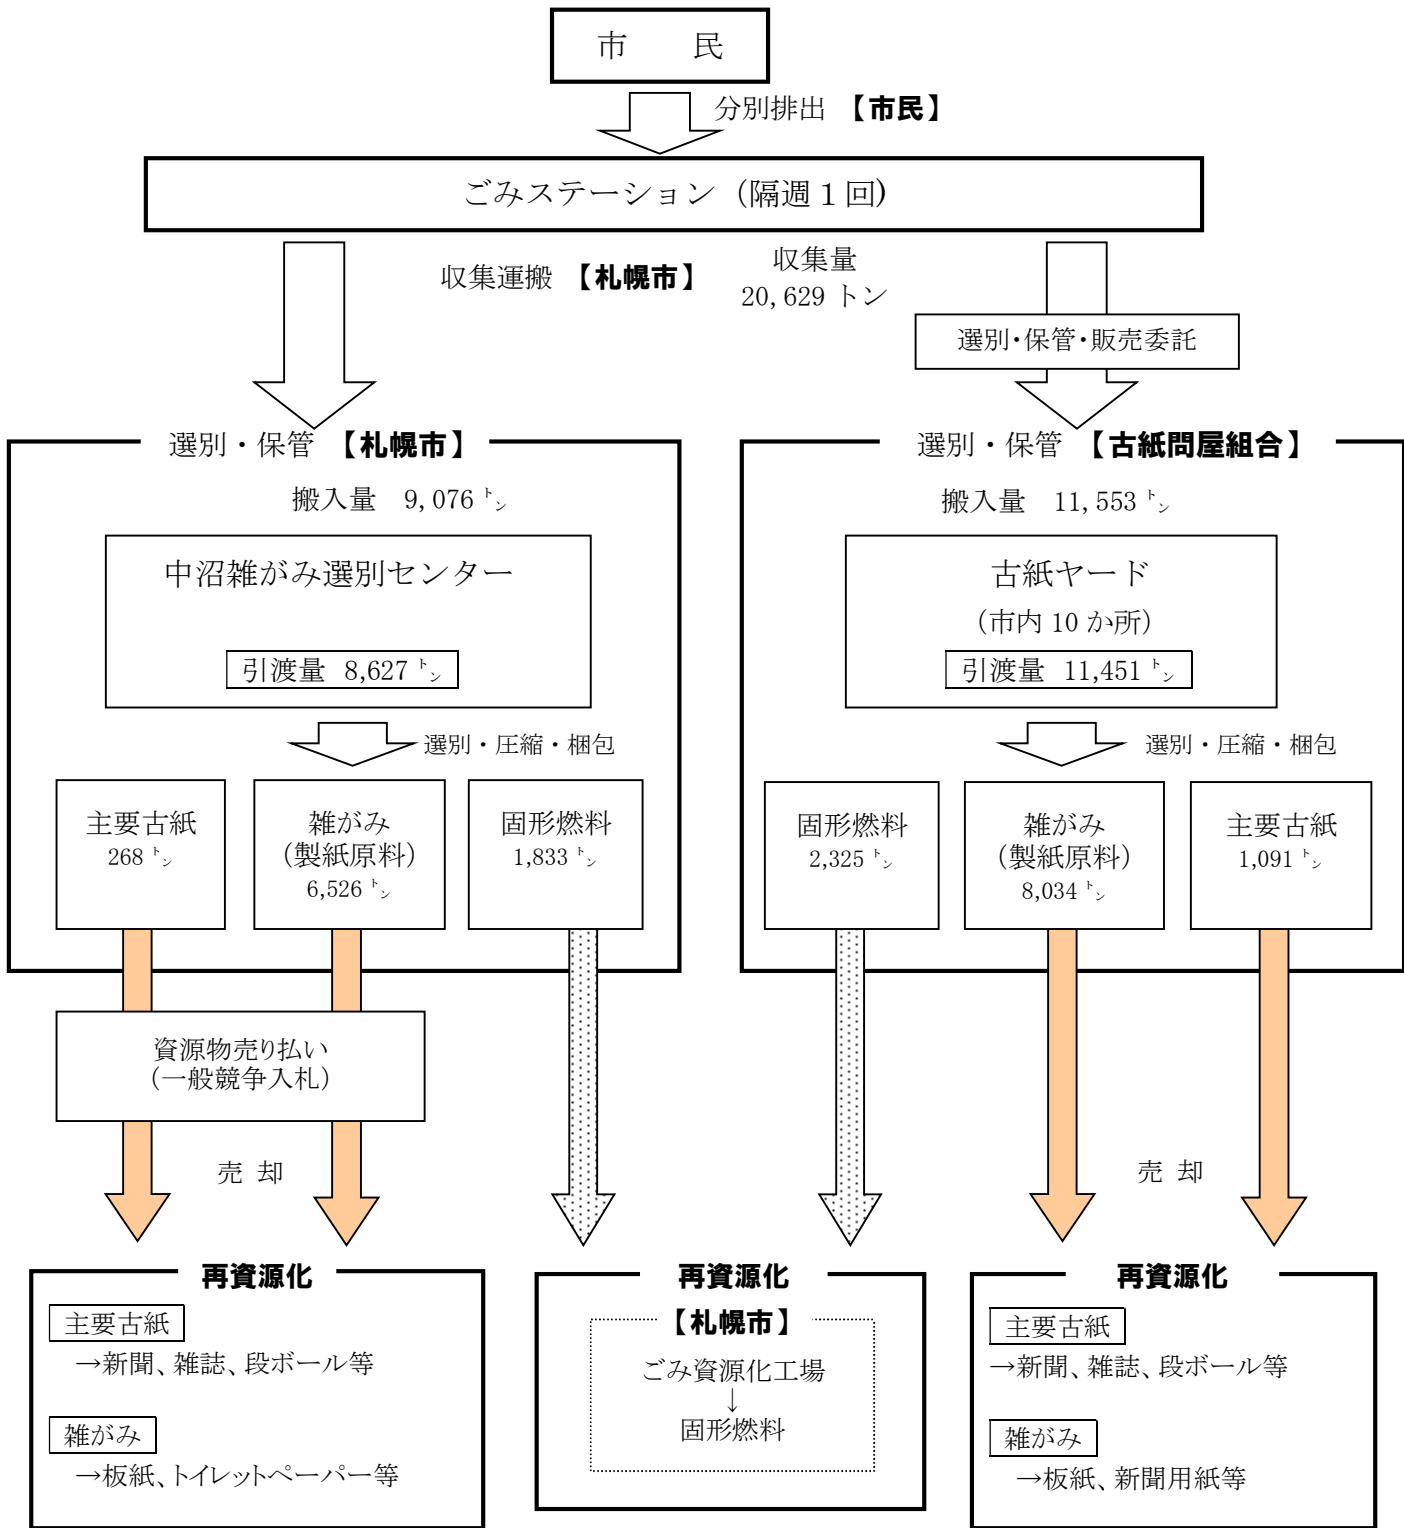 市　　民
分別排出 【市民】
ごみステーション (隔週１回)
収集運搬 【札幌市】
収集量
20,629 トン
選別・保管・販売委託
選別・保管 【札幌市】
搬入量　9,076 トン
中沼雑がみ選別センター
引渡量　8,627 トン
選別・圧縮・梱包
主要古紙
268 トン
雑がみ
(製紙原料)
6,526 トン
固形燃料
1,833 トン
資源物売り払い
(一般競争入札)
売 却
選別・保管 【古紙問屋組合】
搬入量　11,553 トン
古紙ヤード
(市内 10 か所)
引渡量　11,451 トン
選別・圧縮・梱包
固形燃料
2,325 トン
雑がみ
(製紙原料)
8,034 トン
主要古紙
1,091 トン
売 却
再資源化
主要古紙
→新聞、雑誌、段ボール等
雑がみ
→板紙、トイレットペーパー等
再資源化
【札幌市】
ごみ資源化工場
↓
固形燃料
再資源化
主要古紙
→新聞、雑誌、段ボール等
雑がみ
→板紙、新聞用紙等